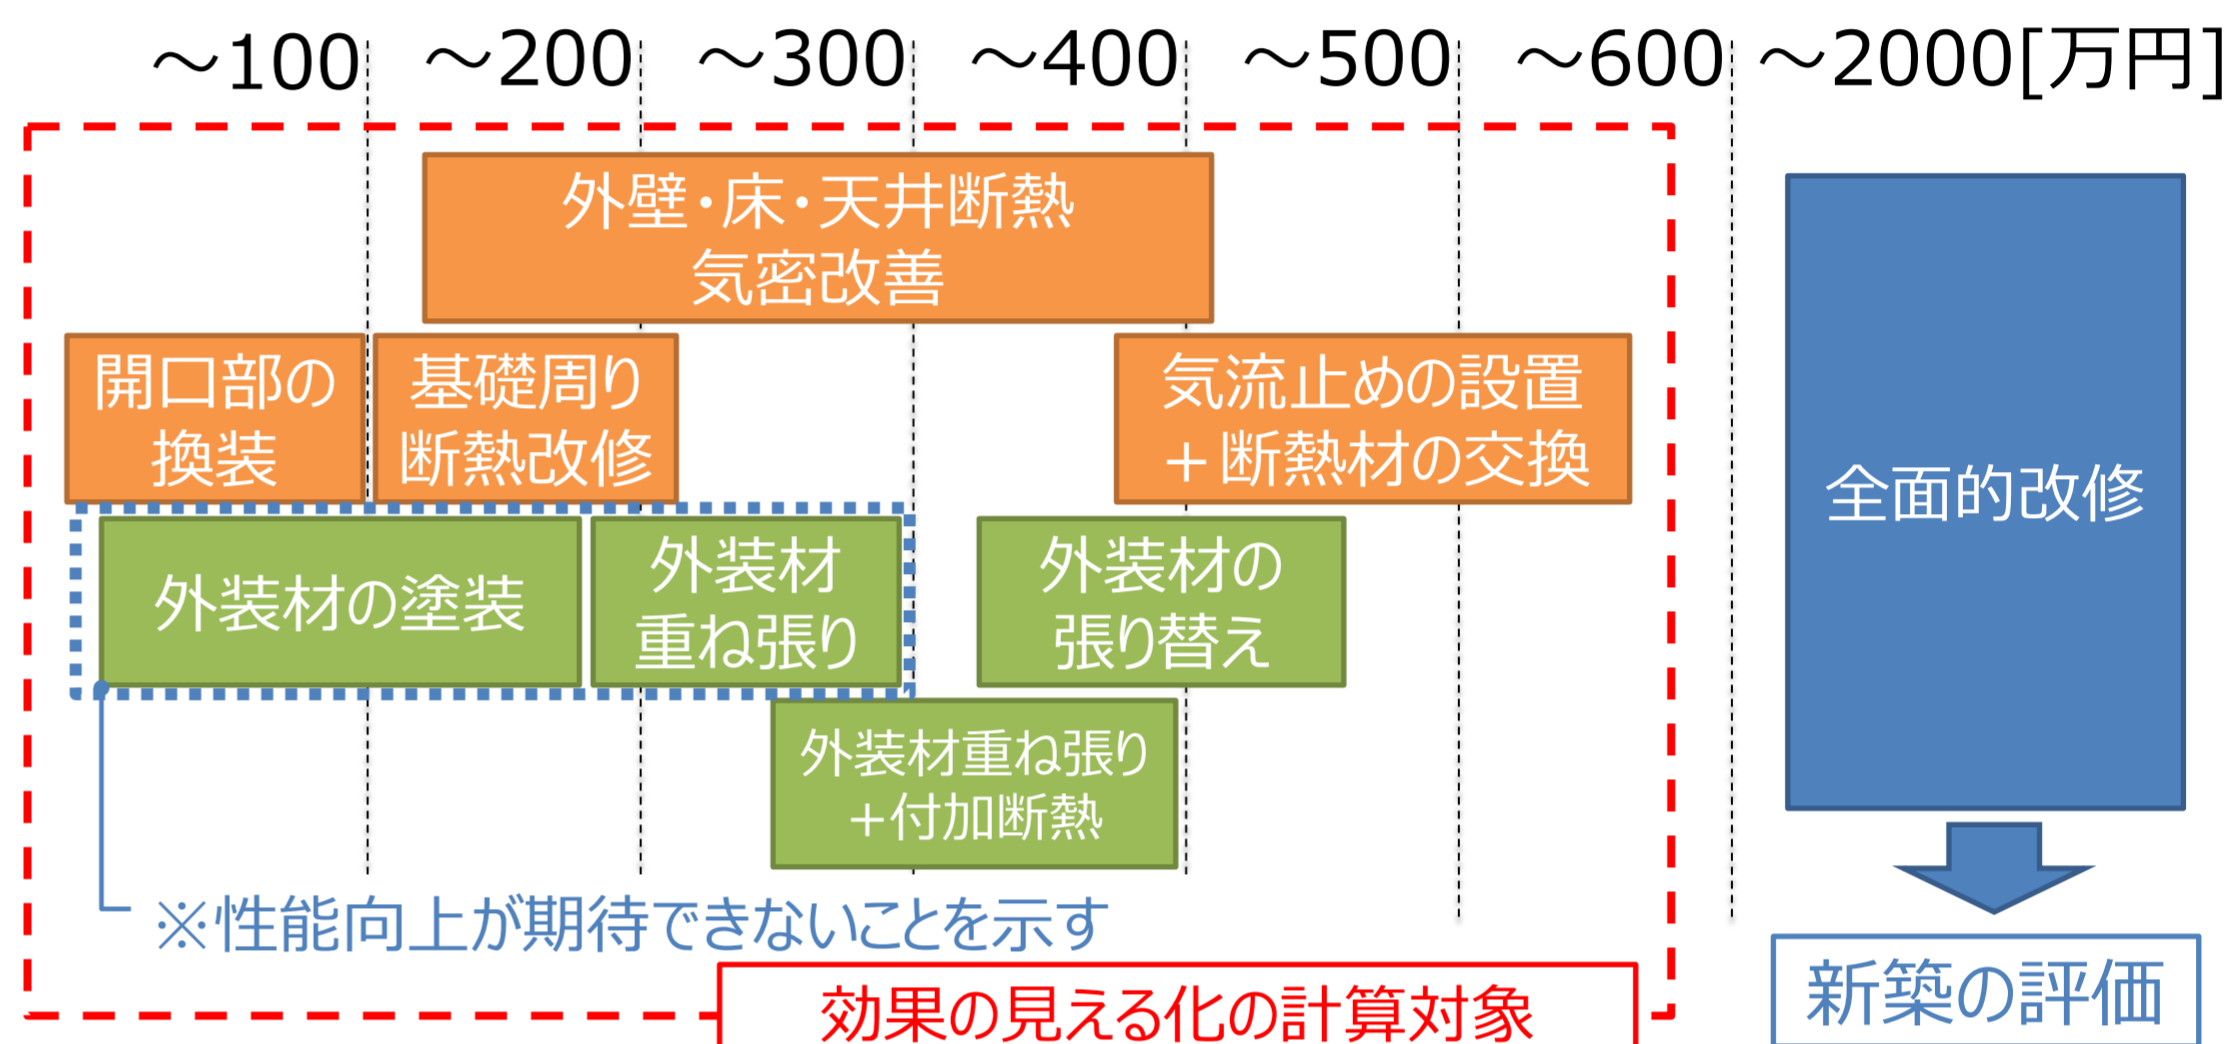 ～100
～200
～300
～400
～500
～600
～2000[万円]
外壁・床・天井断熱
気密改善
開口部の
換装
基礎周り
断熱改修
気流止めの設置
＋断熱材の交換
全面的改修
外装材の塗装
外装材
重ね張り
外装材の
張り替え
外装材重ね張り
＋付加断熱
※性能向上が期待できないことを示す
効果の見える化の計算対象
新築の評価